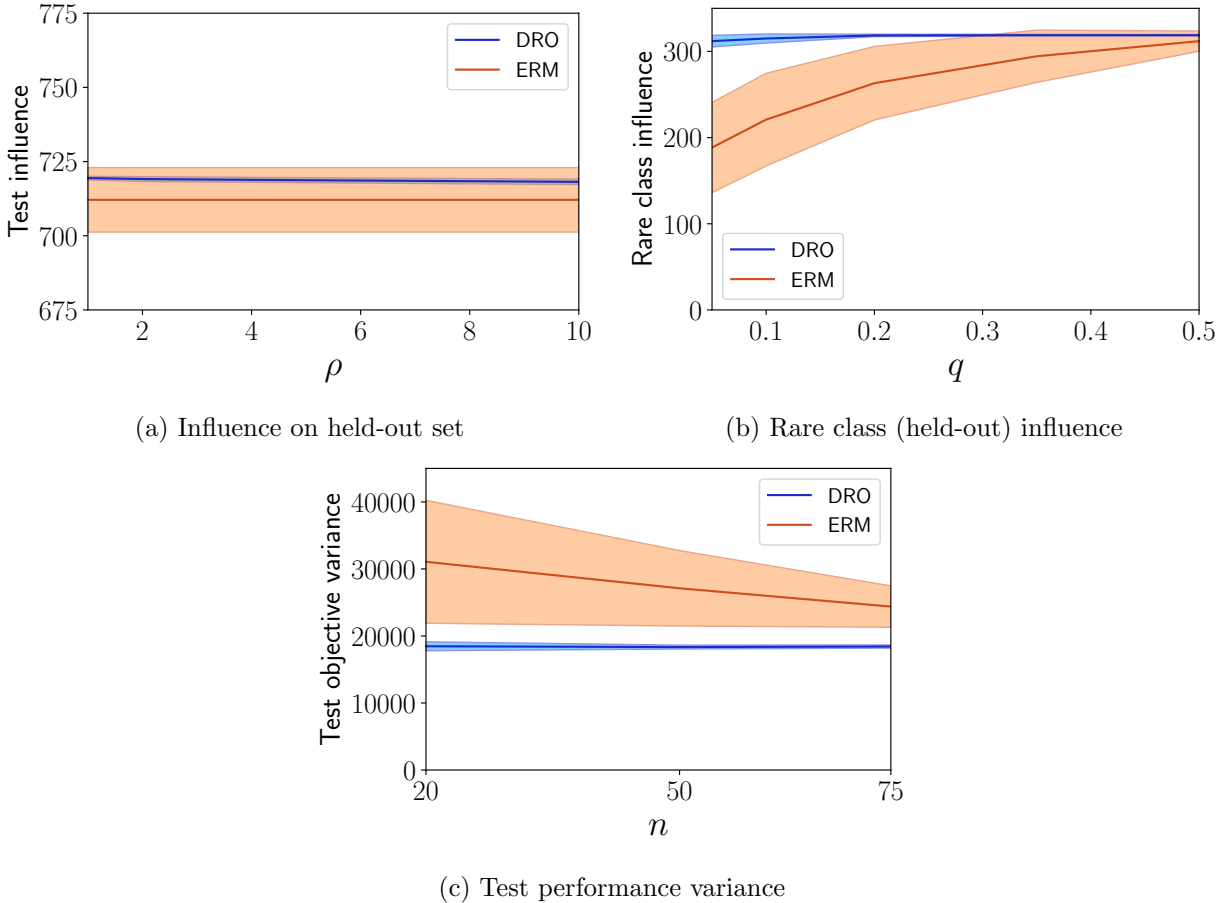 775
750
725
700
675
Test influence
DRO
ERM
2
4
6
8
10
ρ
(a) Influence on held-out set
300
200
100
0
Rare class influence
DRO
ERM
0.1
0.2
0.3
0.4
0.5
q
(b) Rare class (held-out) influence
40000
30000
20000
10000
0
Test objective variance
DRO
ERM
20
50
75
n
(c) Test performance variance